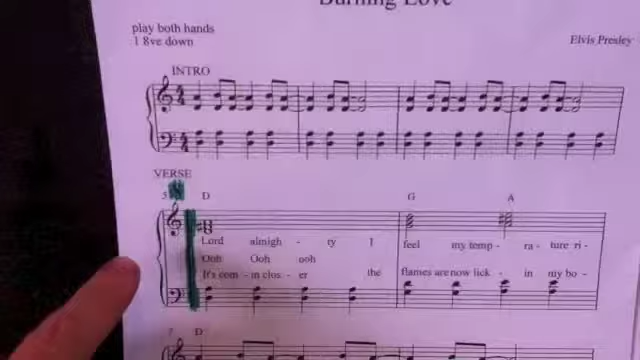 Burning Love
play both hands
1 8ve down
Elvis Presley
INTRO
VERSE
5
D G A
Lord almigh - ty I feel my temp - ra - ture ri -
Ooh Ooh ooh
It's com - in clos - er the flames are now lick - in my bo -
7 D